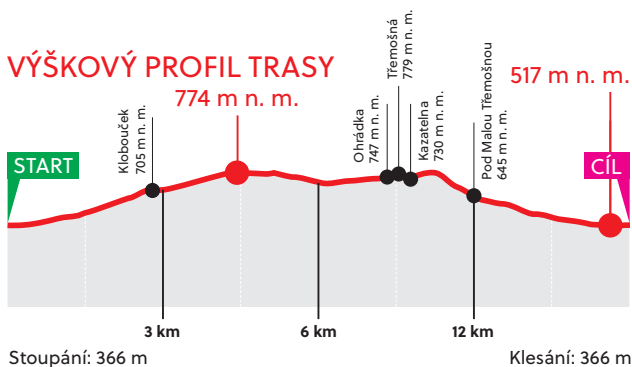 VÝŠKOVÝ PROFIL TRASY
774 m n. m.
517 m n. m.
START
CÍL
Klobouček
705 m n. m.
Ohrádka
747 m n. m.
Třemošná
779 m n. m.
Kazatelna
730 m n. m.
Pod Malou Třemošnou
645 m n. m.
3 km
6 km
12 km
Stoupání: 366 m
Klesání: 366 m